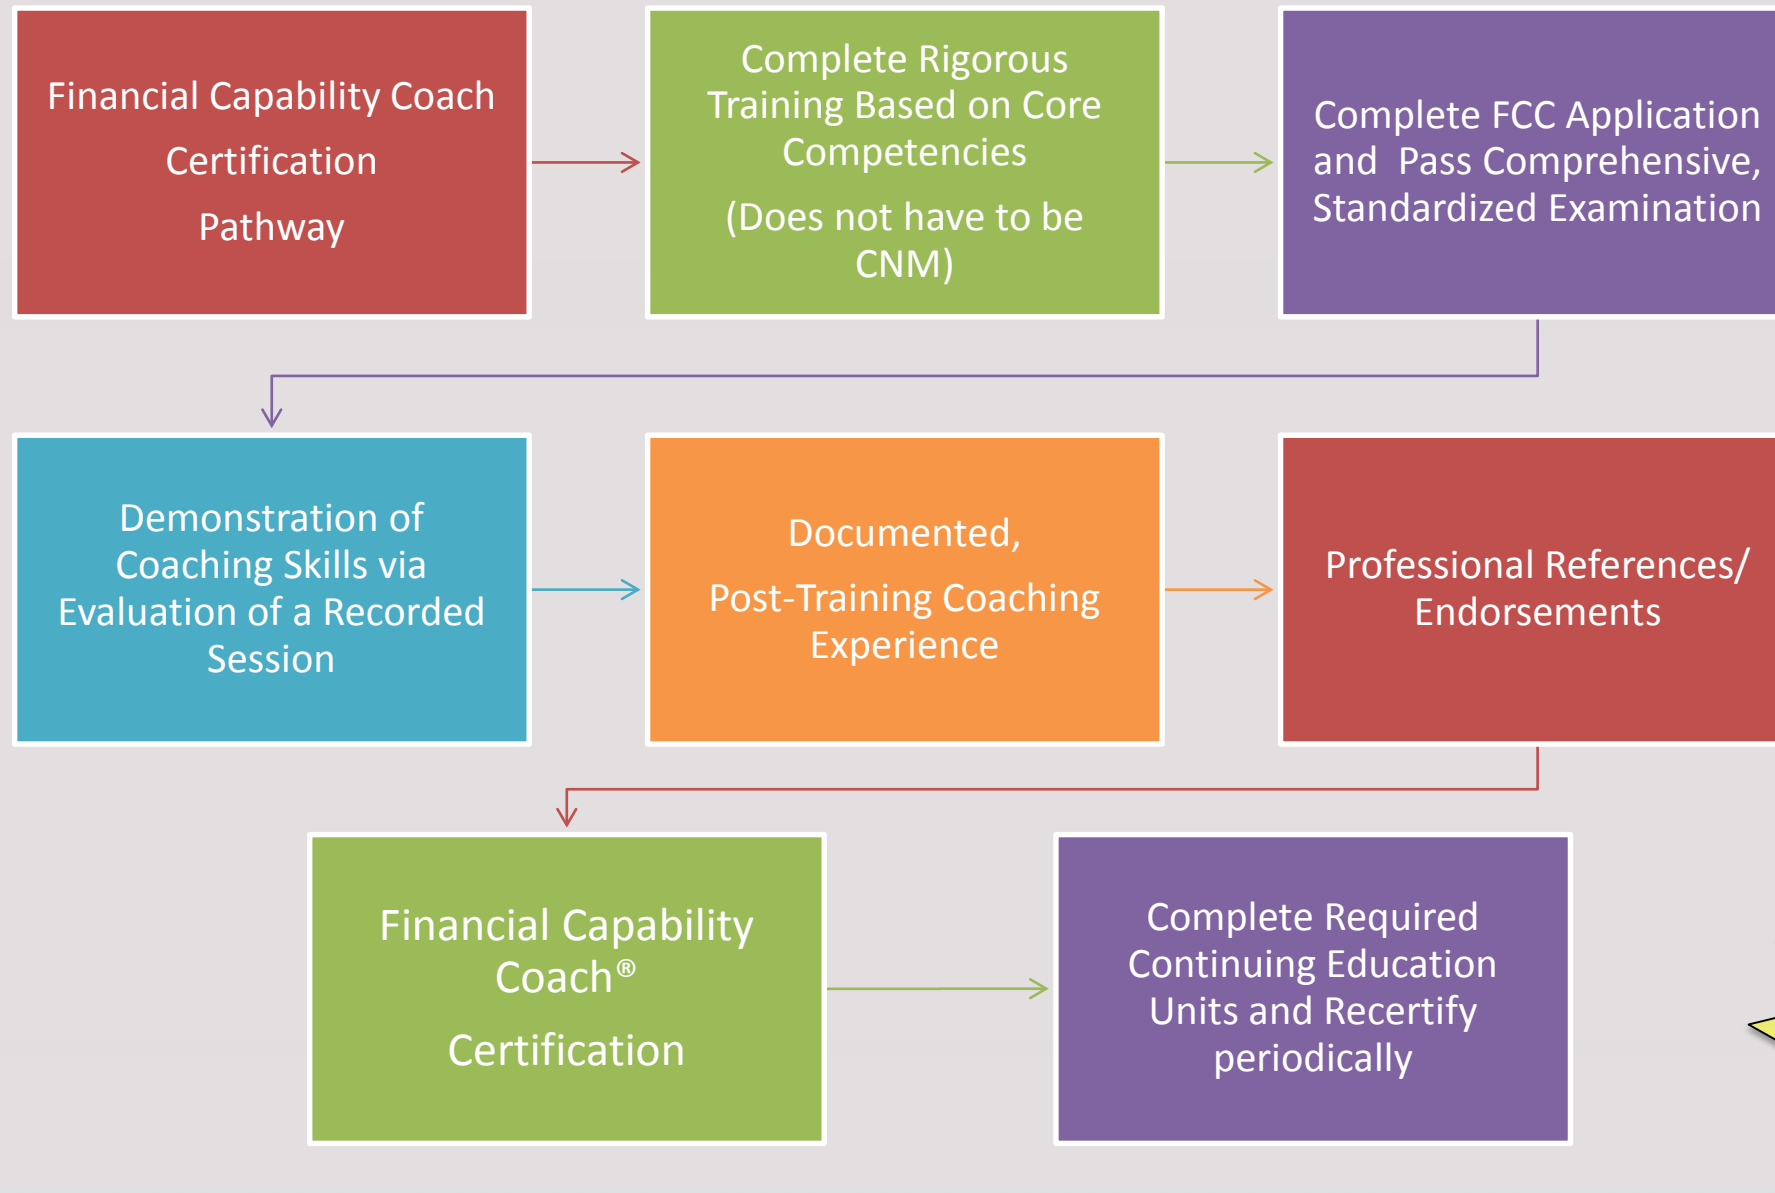 Financial Capability Coach
Certification
Pathway
Complete Rigorous
Training Based on Core
Competencies
(Does not have to be
CNM)
Complete FCC Application
and  Pass Comprehensive,
Standardized Examination
Demonstration of
Coaching Skills via
Evaluation of a Recorded
Session
Documented,
Post-Training Coaching
Experience
Professional References/
Endorsements
Financial Capability
Coach®
Certification
Complete Required
Continuing Education
Units and Recertify
periodically